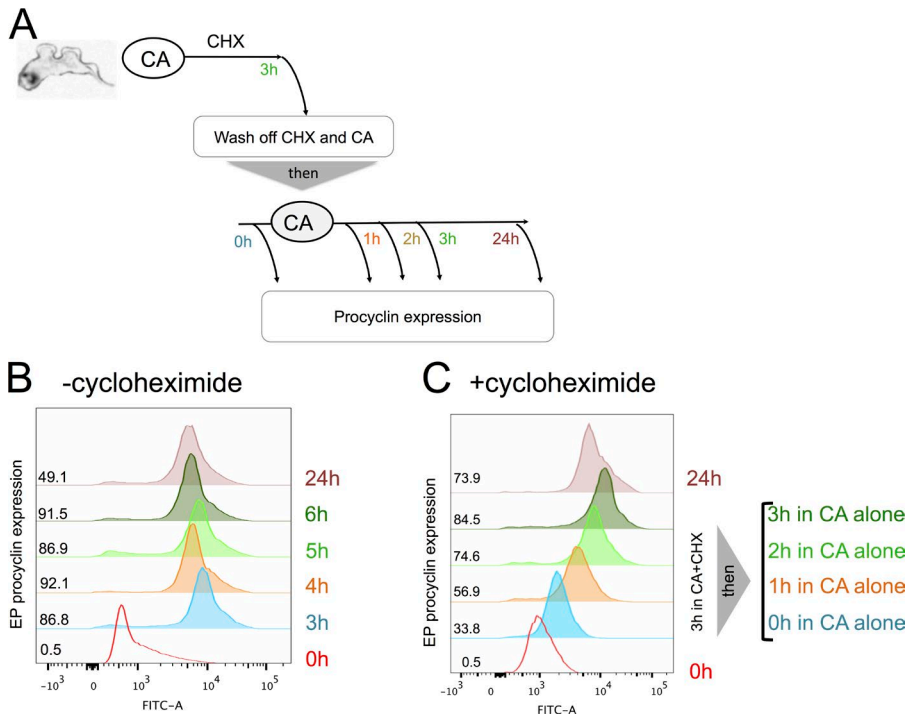 A
CA
CHX
3h
Wash off CHX and CA
then
CA
0h
1h
2h
3h
24h
Procyclin expression
B
-cycloheximide
EP procyclin expression
49.1
24h
91.5
6h
86.9
5h
92.1
4h
86.8
3h
0.5
0h
-10³ 0 10³ 10⁴ 10⁵
FITC-A
C
+cycloheximide
EP procyclin expression
73.9
24h
84.5
74.6
56.9
33.8
0.5
0h
-10³ 0 10³ 10⁴ 10⁵
FITC-A
3h in CA+CHX
then
3h in CA alone
2h in CA alone
1h in CA alone
0h in CA alone